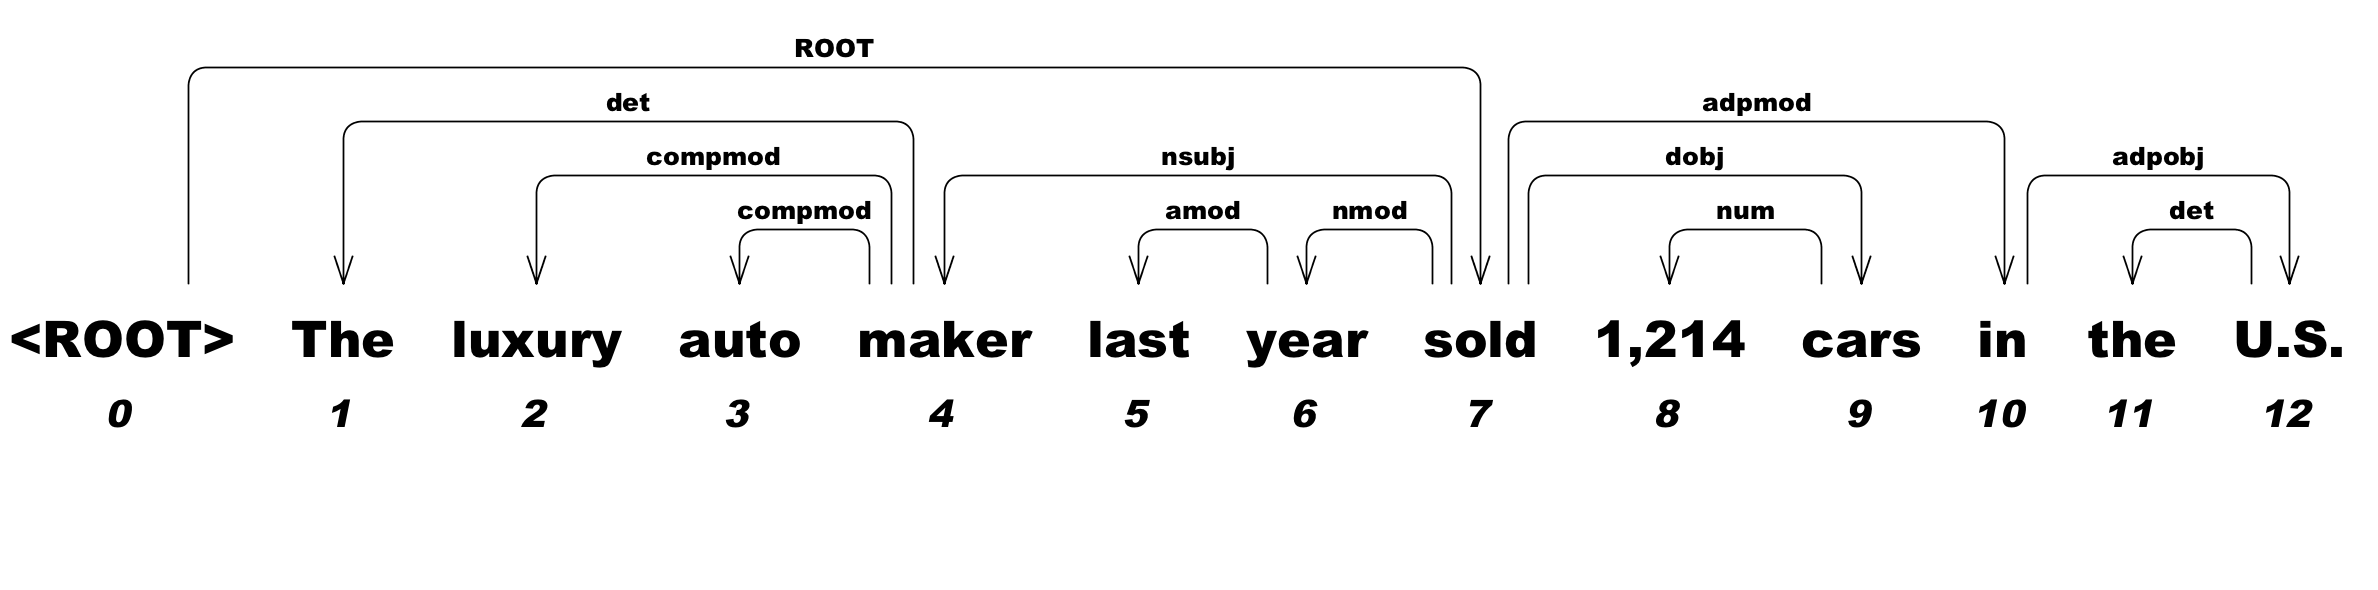 ROOT
det adpmod
compmod nsubj dobj adpobj
compmod amod nmod num det
<ROOT> The luxury auto maker last year sold 1,214 cars in the U.S.
0 1 2 3 4 5 6 7 8 9 10 11 12